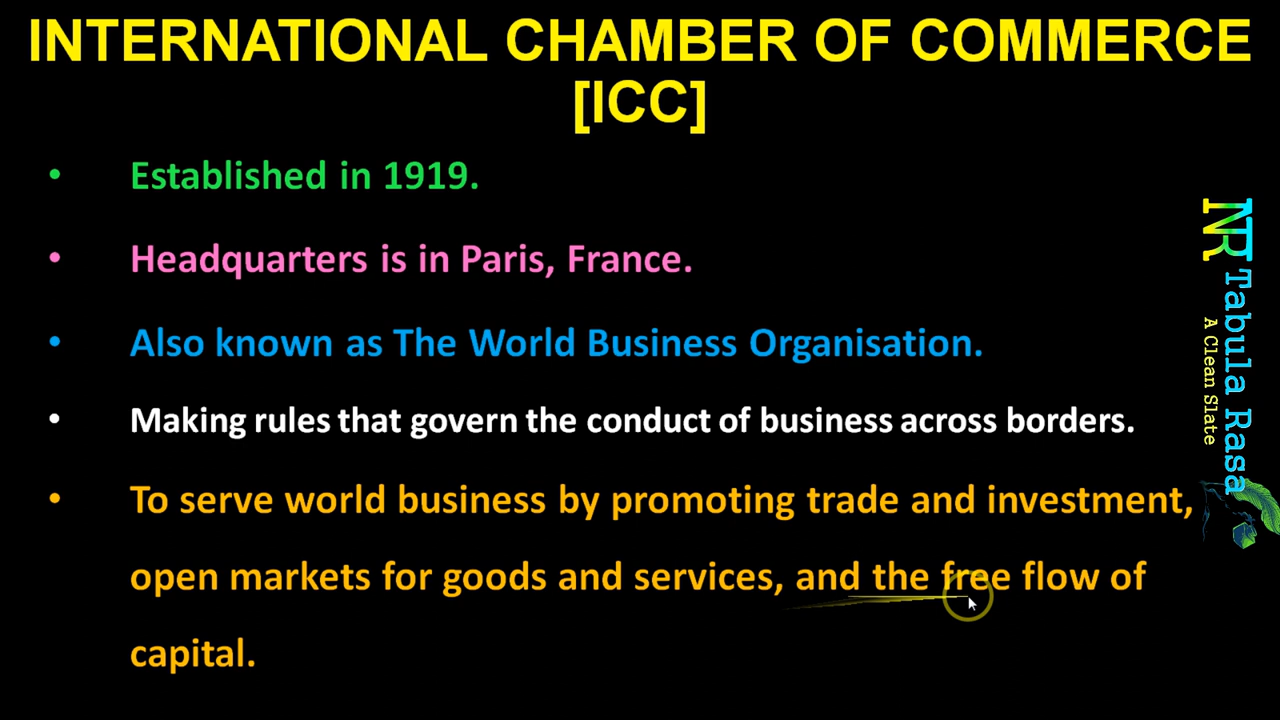 INTERNATIONAL CHAMBER OF COMMERCE
[ICC]
• Established in 1919.
• Headquarters is in Paris, France.
• Also known as The World Business Organisation.
• Making rules that govern the conduct of business across borders.
• To serve world business by promoting trade and investment,
open markets for goods and services, and the free flow of
capital.
TR
Tabula Rasa
A Clean Slate